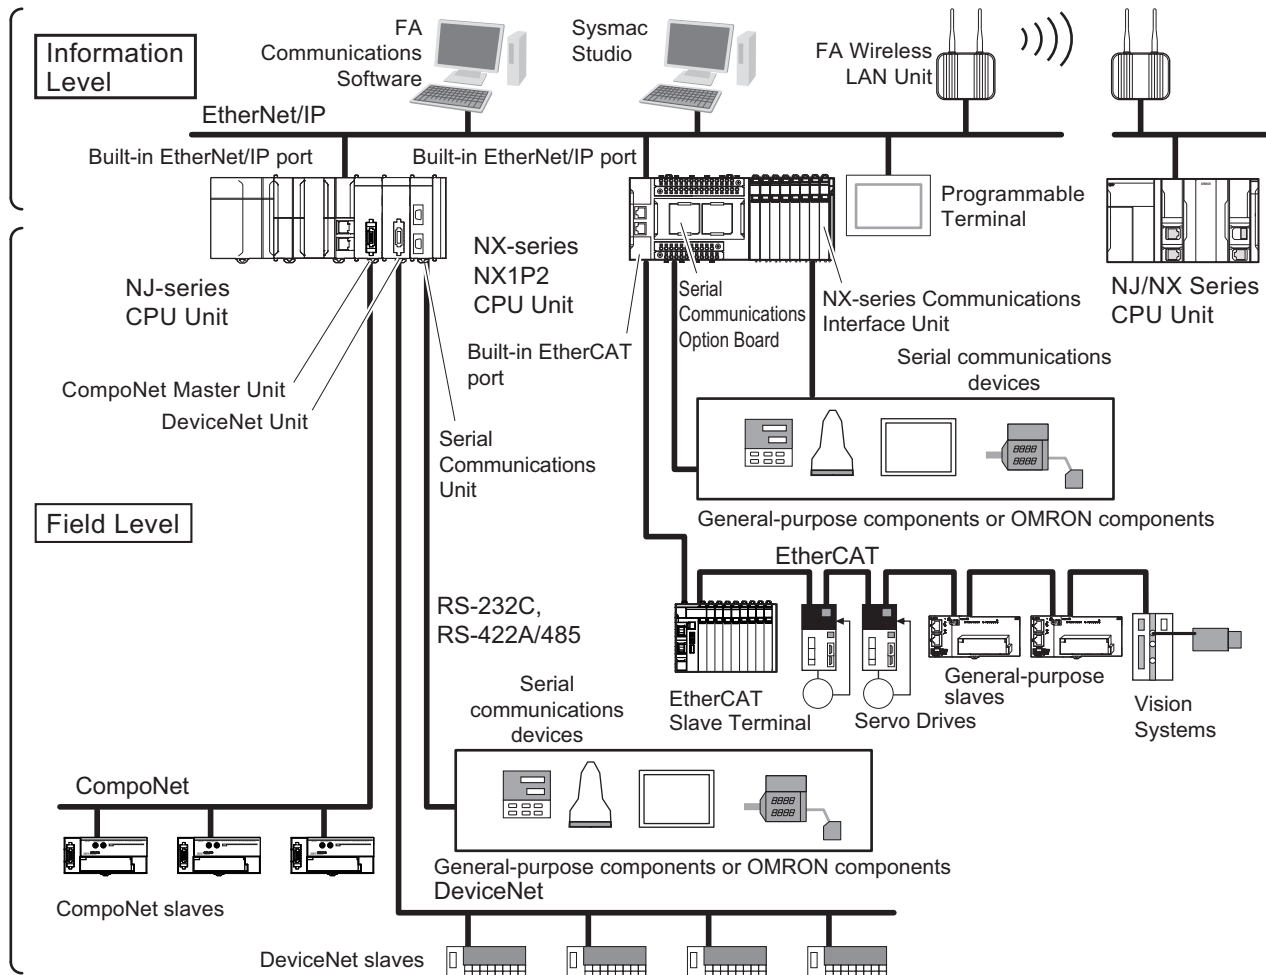 Information
Level
FA
Communications
Software
Sysmac
Studio
FA Wireless
LAN Unit
EtherNet/IP
Built-in EtherNet/IP port
Built-in EtherNet/IP port
Programmable
Terminal
NJ-series
CPU Unit
NX-series
NX1P2
CPU Unit
Serial
Communications
Option Board
NX-series Communications
Interface Unit
NJ/NX Series
CPU Unit
Built-in EtherCAT
port
CompoNet Master Unit
DeviceNet Unit
Serial
Communications
Unit
Serial communications
devices
8888
8888
General-purpose components or OMRON components
Field Level
EtherCAT
RS-232C,
RS-422A/485
EtherCAT
Slave Terminal
Servo Drives
General-purpose
slaves
Vision
Systems
Serial
communications
devices
8888
8888
General-purpose components or OMRON components
CompoNet
CompoNet slaves
DeviceNet
DeviceNet slaves